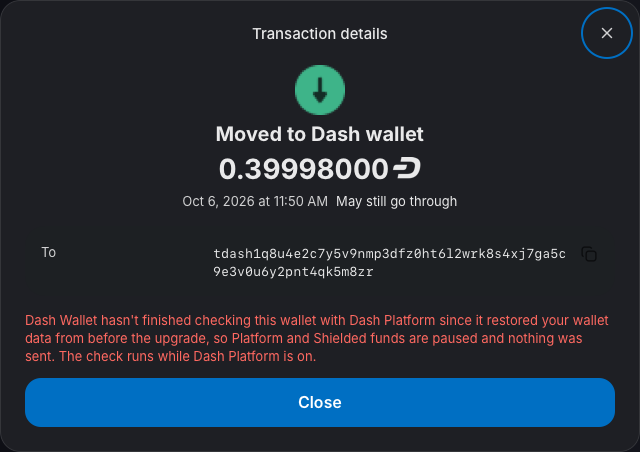 Transaction details
Moved to Dash wallet
0.39998000
Oct 6, 2026 at 11:50 AM May still go through
To
tdash1q8u4e2c7y5v9nmp3dfz0ht6l2wrk8s4xj7ga5c
9e3v0u6y2pnt4qk5m8zr
Dash Wallet hasn't finished checking this wallet with Dash Platform since it restored your wallet
data from before the upgrade, so Platform and Shielded funds are paused and nothing was
sent. The check runs while Dash Platform is on.
Close